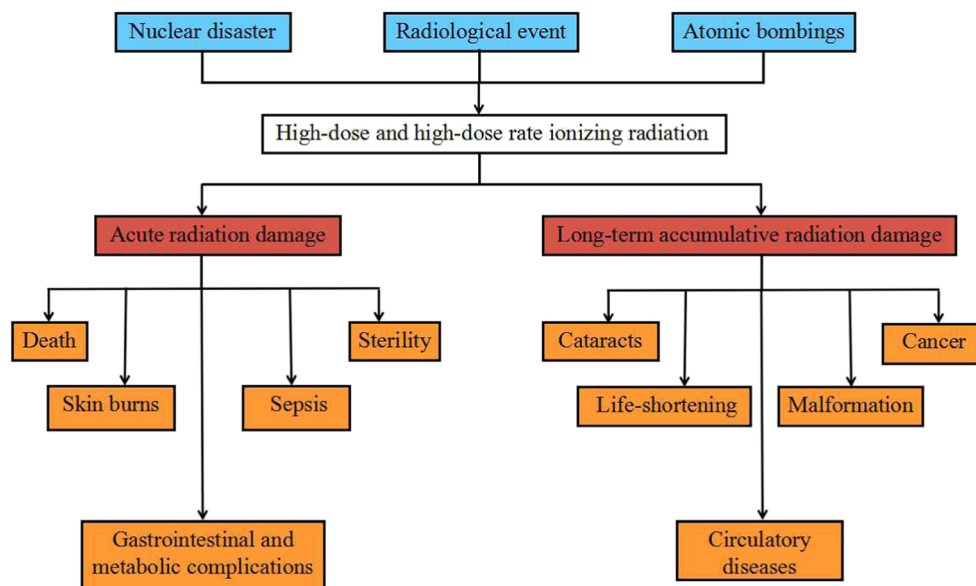 Nuclear disaster
Radiological event
Atomic bombings
High-dose and high-dose rate ionizing radiation
Acute radiation damage
Long-term accumulative radiation damage
Death
Sterility
Cataracts
Cancer
Skin burns
Sepsis
Life-shortening
Malformation
Gastrointestinal and
metabolic complications
Circulatory
diseases